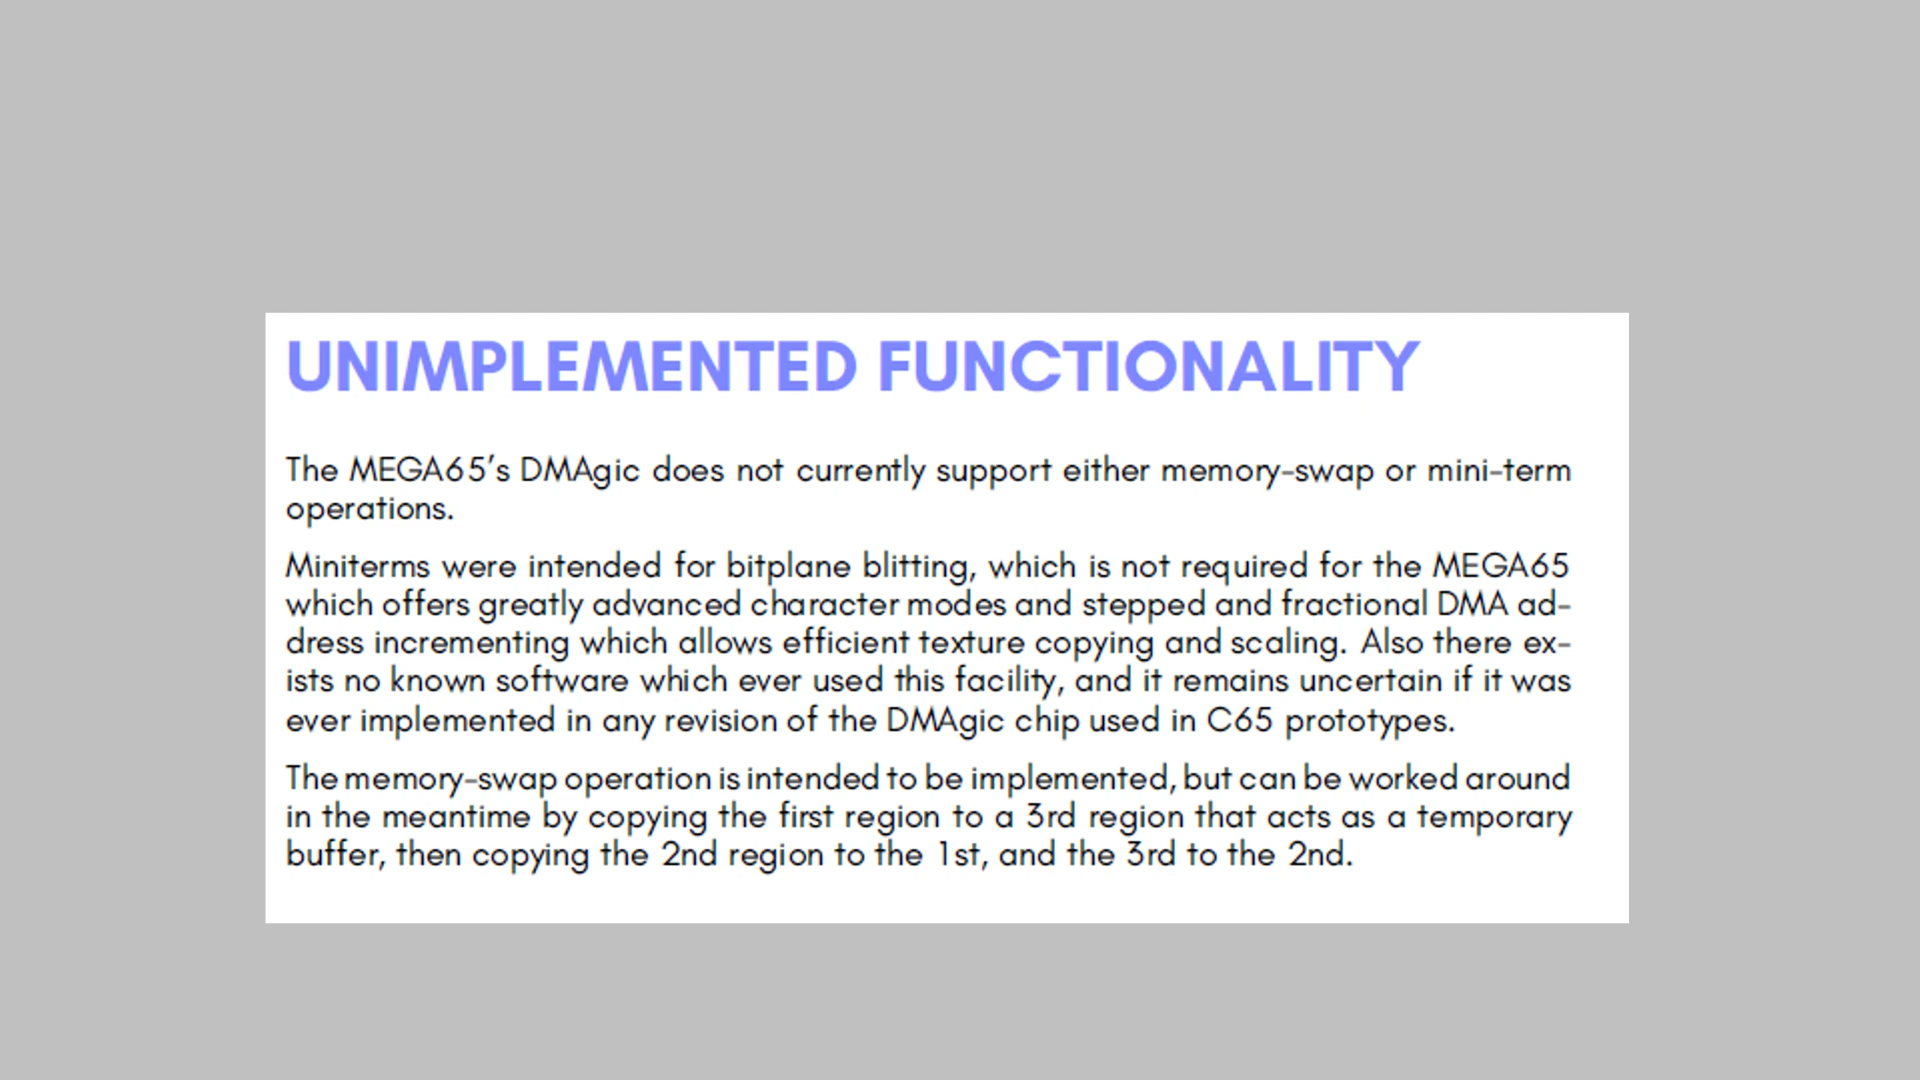 UNIMPLEMENTED FUNCTIONALITY
The MEGA65's DMAgic does not currently support either memory-swap or mini-term
operations.
Miniterms were intended for bitplane blitting, which is not required for the MEGA65
which offers greatly advanced character modes and stepped and fractional DMA ad-
dress incrementing which allows efficient texture copying and scaling. Also there ex-
ists no known software which ever used this facility, and it remains uncertain if it was
ever implemented in any revision of the DMAgic chip used in C65 prototypes.
The memory-swap operation is intended to be implemented, but can be worked around
in the meantime by copying the first region to a 3rd region that acts as a temporary
buffer, then copying the 2nd region to the 1st, and the 3rd to the 2nd.